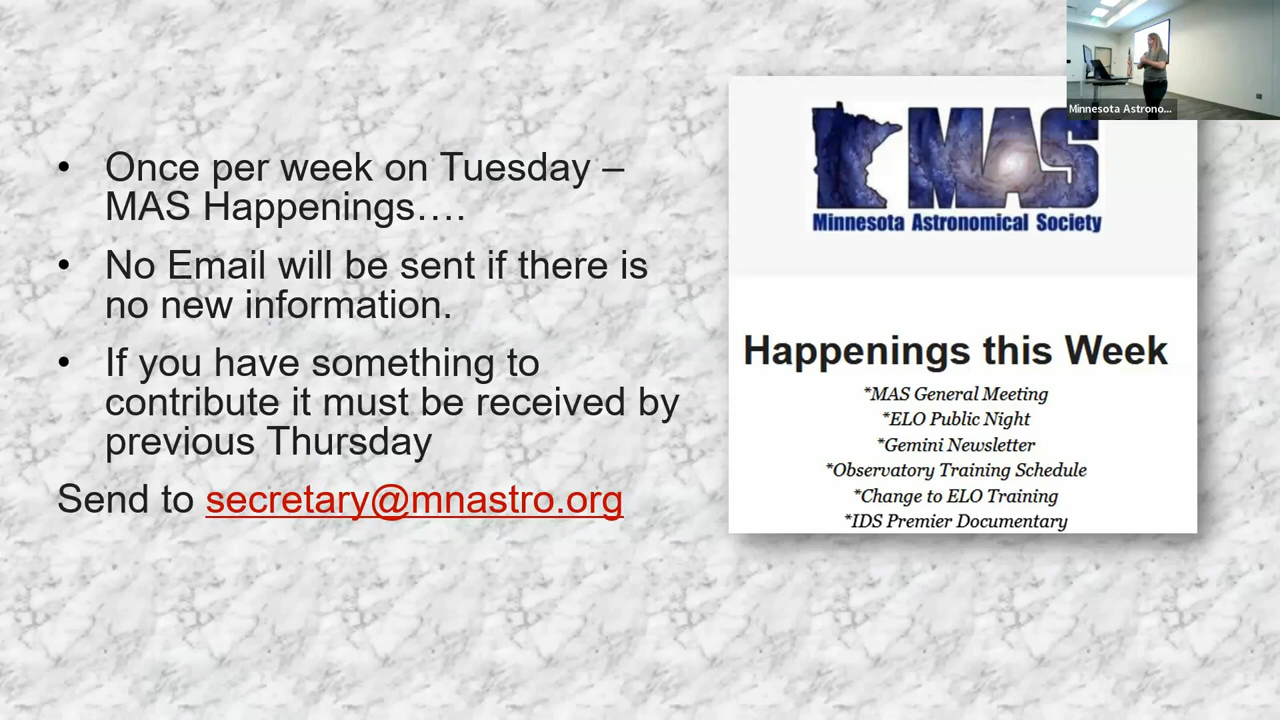 • Once per week on Tuesday –
MAS Happenings….
• No Email will be sent if there is
no new information.
• If you have something to
contribute it must be received by
previous Thursday
Send to secretary@mnastro.org
MAS
Minnesota Astronomical Society
Happenings this Week
*MAS General Meeting
*ELO Public Night
*Gemini Newsletter
*Observatory Training Schedule
*Change to ELO Training
*IDS Premier Documentary
Minnesota Astrono...